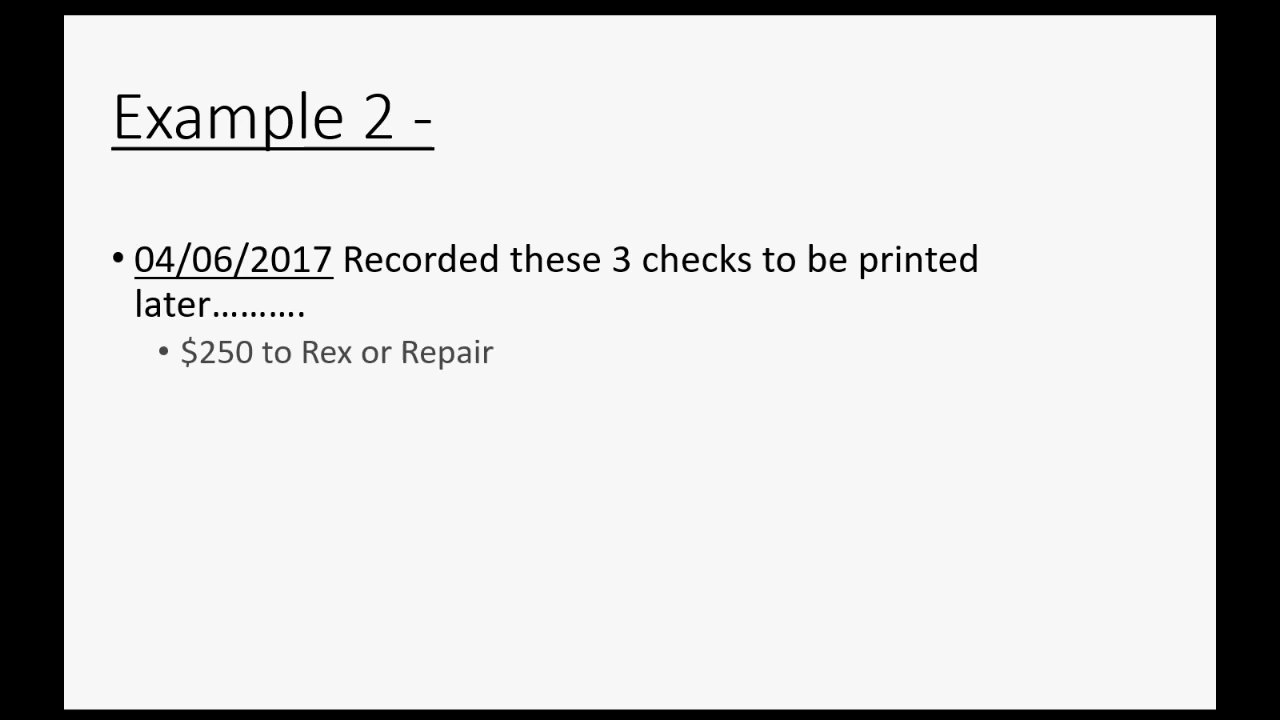 Example 2 -
• 04/06/2017 Recorded these 3 checks to be printed
later……….
• $250 to Rex or Repair